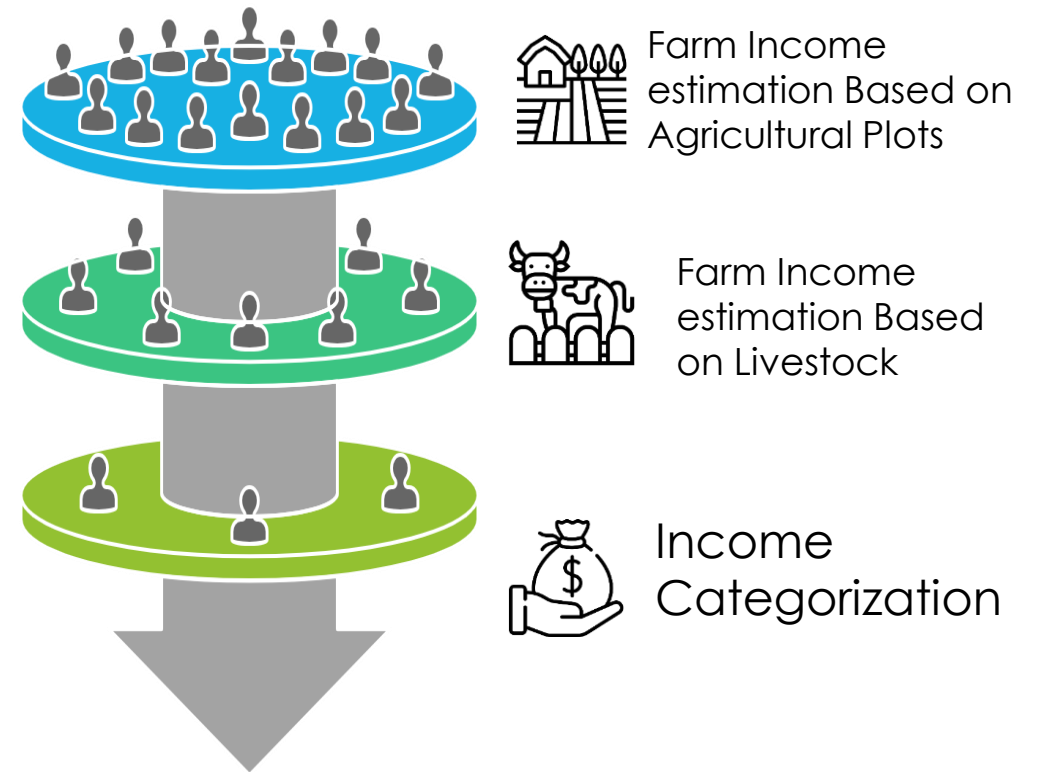 Farm Income
estimation Based on
Agricultural Plots
Farm Income
estimation Based
on Livestock
$
Income
Categorization